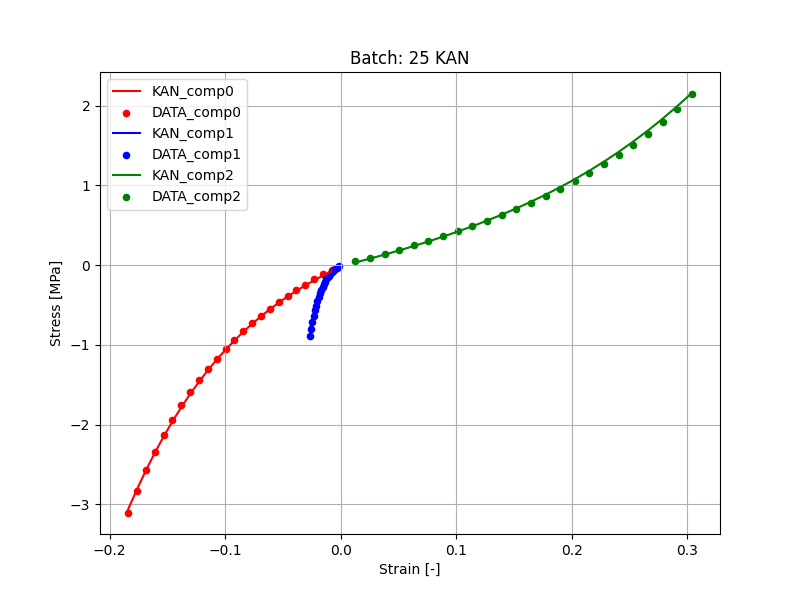 Batch: 25 KAN
KAN_comp0
DATA_comp0
KAN_comp1
DATA_comp1
KAN_comp2
DATA_comp2
Stress [MPa]
2
1
0
−1
−2
−3
−0.2
−0.1
0.0
0.1
0.2
0.3
Strain [-]